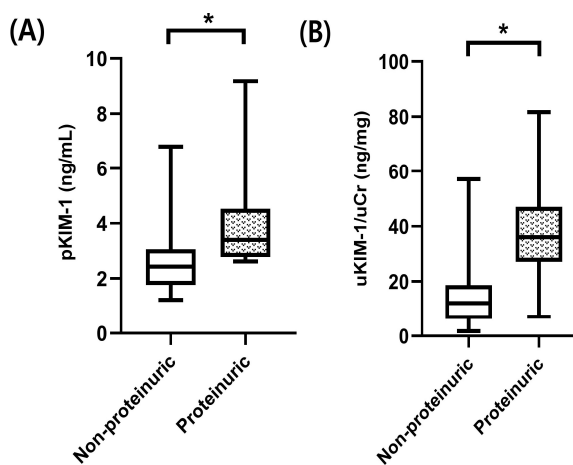 (A)
*
pKIM-1 (ng/mL)
10
8
6
4
2
0
Non-proteinuric
Proteinuric
(B)
*
uKIM-1/uCr (ng/mg)
100
80
60
40
20
0
Non-proteinuric
Proteinuric